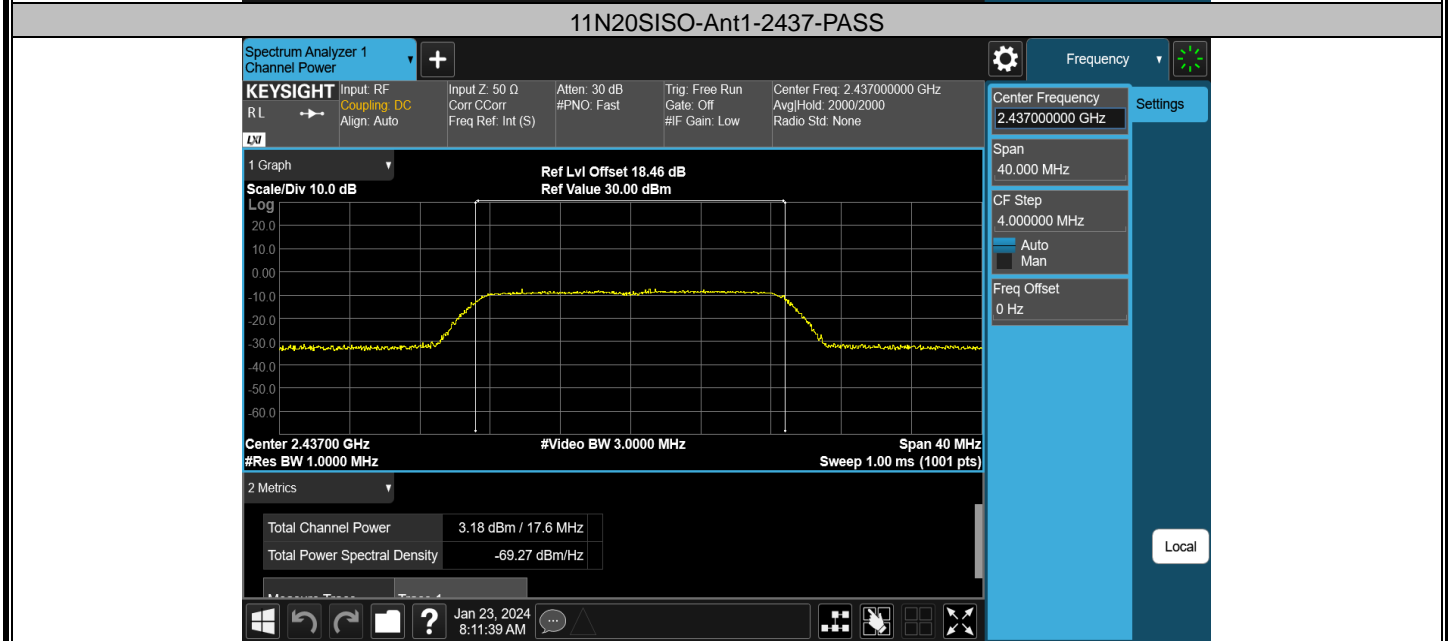 11N20SISO-Ant1-2437-PASS
Spectrum Analyzer 1
Channel Power
Frequency
KEYSIGHT
RL
LXI
Input: RF
Coupling: DC
Align: Auto
Input Z: 50 Ω
Corr CCorr
Freq Ref: Int (S)
Atten: 30 dB
#PNO: Fast
Trig: Free Run
Gate: Off
#IF Gain: Low
Center Freq: 2.437000000 GHz
Avg|Hold: 2000/2000
Radio Std: None
Center Frequency
2.437000000 GHz
Settings
Span
40.000 MHz
CF Step
4.000000 MHz
Auto
Man
Freq Offset
0 Hz
Local
1 Graph
Scale/Div 10.0 dB
Ref Lvl Offset 18.46 dB
Ref Value 30.00 dBm
Log
20.0
10.0
0.00
-10.0
-20.0
-30.0
-40.0
-50.0
-60.0
Center 2.43700 GHz
#Video BW 3.0000 MHz
Span 40 MHz
#Res BW 1.0000 MHz
Sweep 1.00 ms (1001 pts)
2 Metrics
Total Channel Power 3.18 dBm / 17.6 MHz
Total Power Spectral Density -69.27 dBm/Hz
Measure Trace Trace 1
Jan 23, 2024
8:11:39 AM